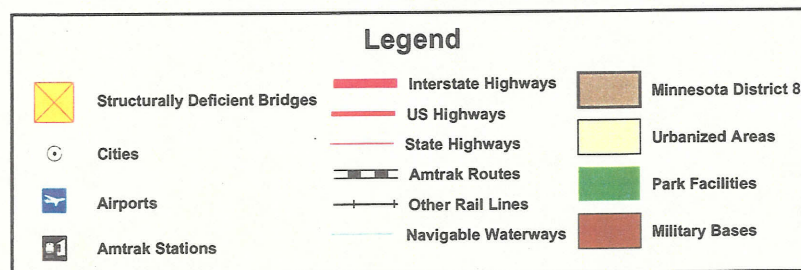 Legend
Structurally Deficient Bridges
Cities
Airports
Amtrak Stations
Interstate Highways
US Highways
State Highways
Amtrak Routes
Other Rail Lines
Navigable Waterways
Minnesota District 8
Urbanized Areas
Park Facilities
Military Bases